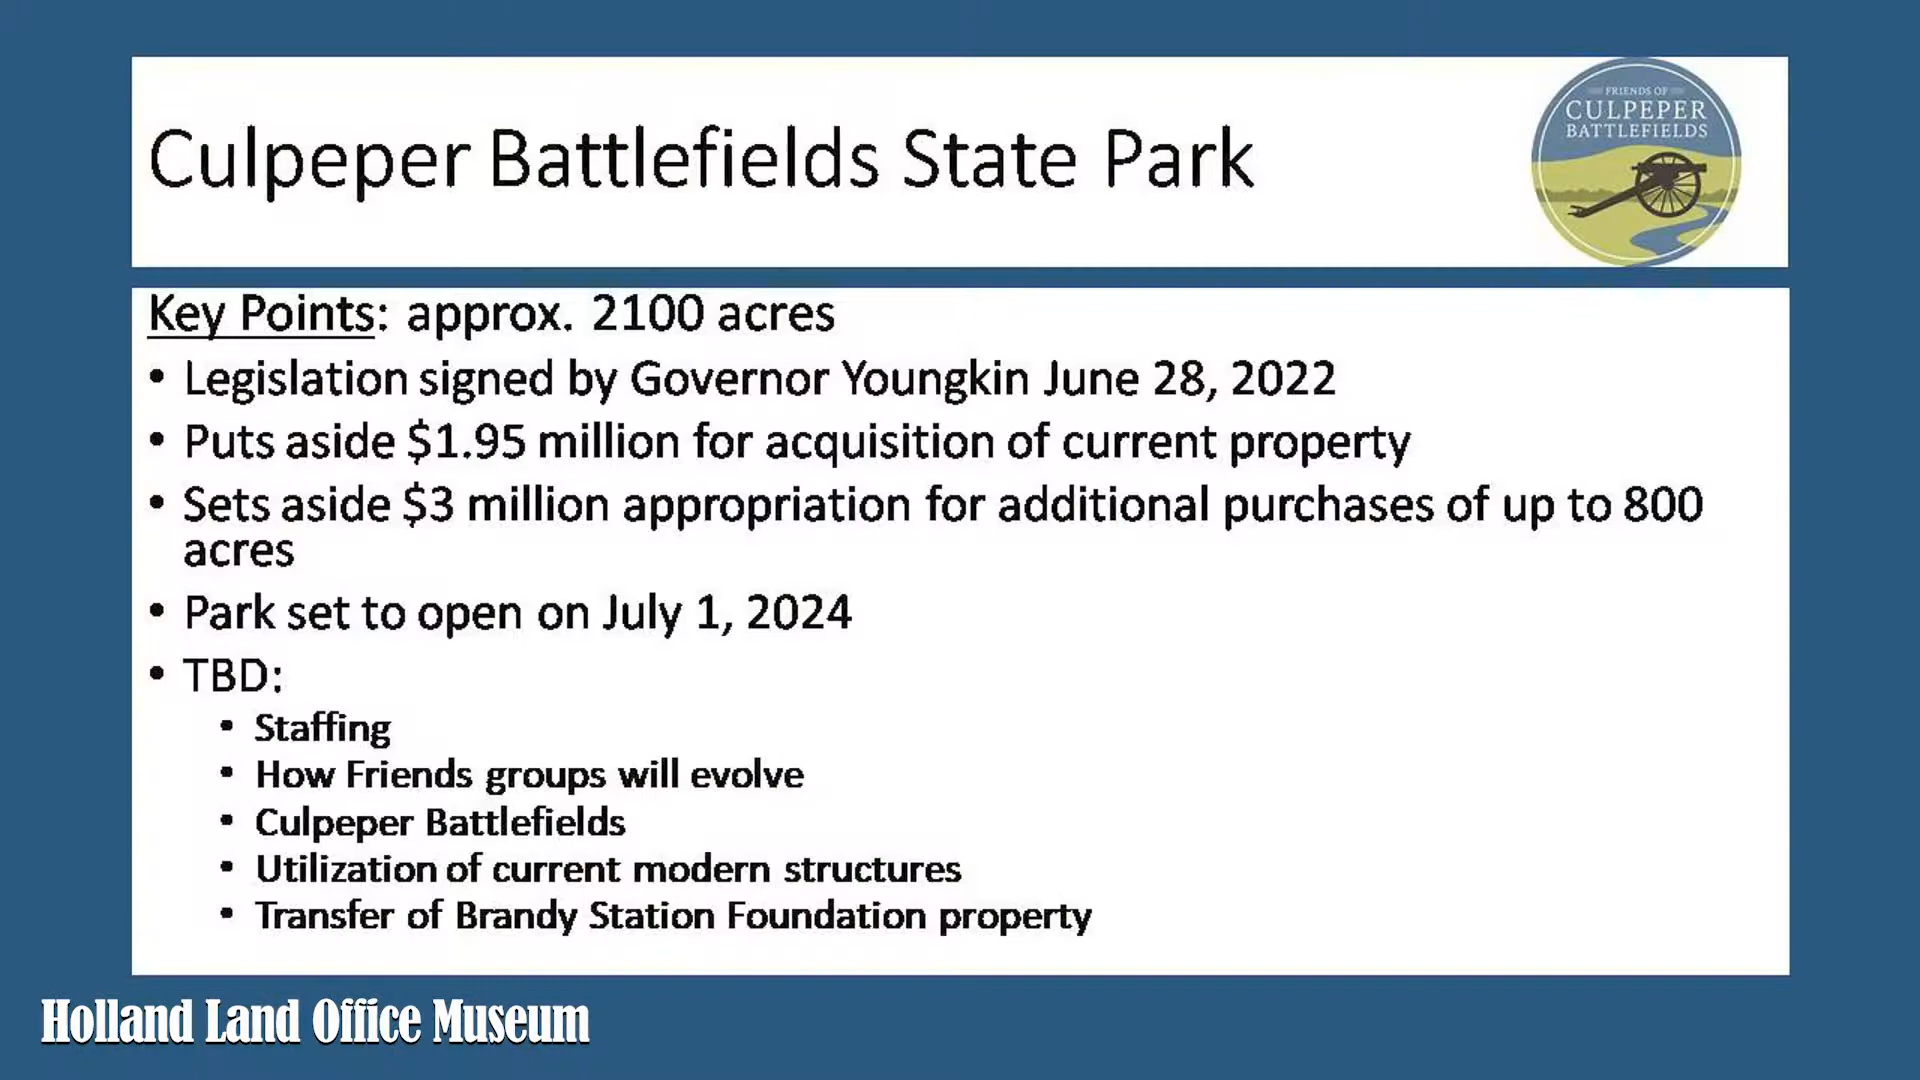 FRIENDS OF
CULPEPER
BATTLEFIELDS
Culpeper Battlefields State Park
Key Points: approx. 2100 acres
• Legislation signed by Governor Youngkin June 28, 2022
• Puts aside $1.95 million for acquisition of current property
• Sets aside $3 million appropriation for additional purchases of up to 800
acres
• Park set to open on July 1, 2024
• TBD:
• Staffing
• How Friends groups will evolve
• Culpeper Battlefields
• Utilization of current modern structures
• Transfer of Brandy Station Foundation property
Holland Land Office Museum